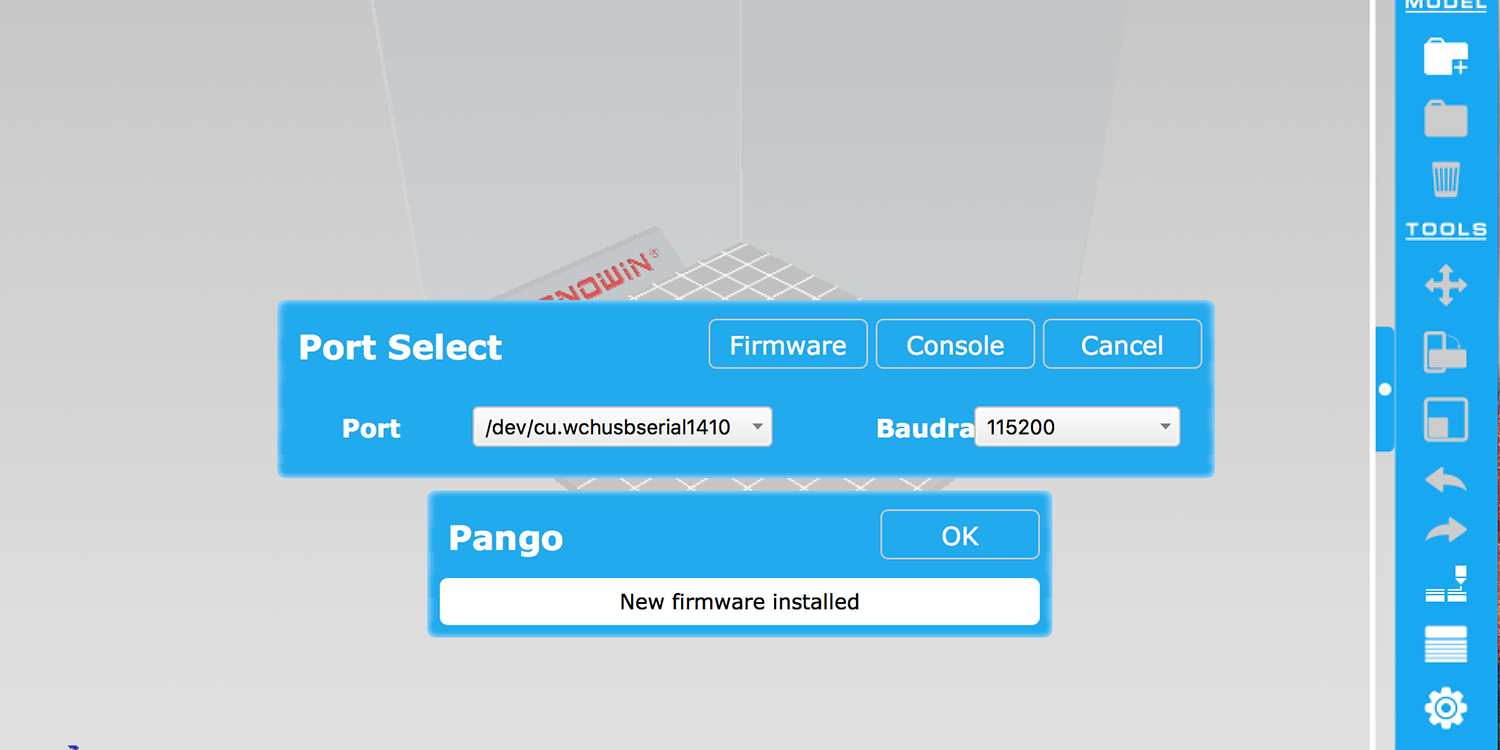 MODEL
TOOLS
NOWIN®
Port Select
Firmware
Console
Cancel
Port
/dev/cu.wchusbserial1410
Baudra
115200
Pango
OK
New firmware installed